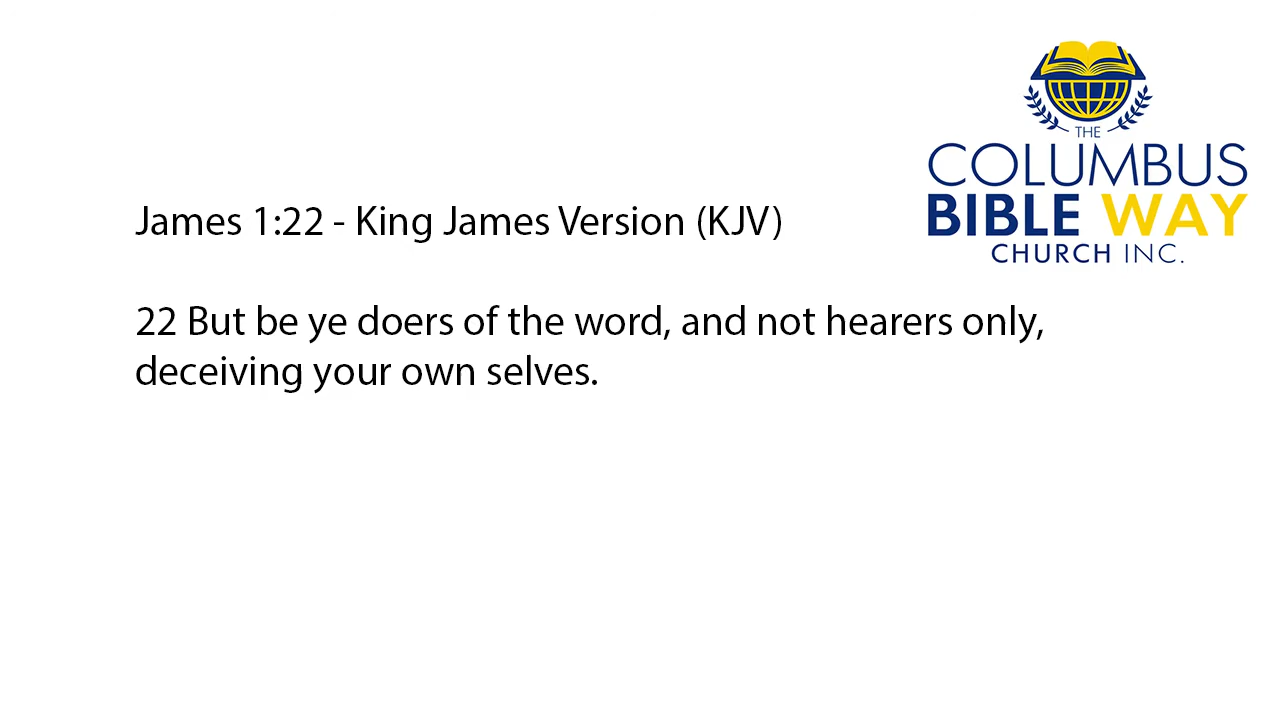 THE
COLUMBUS
BIBLE WAY
CHURCH INC.
James 1:22 - King James Version (KJV)
22 But be ye doers of the word, and not hearers only,
deceiving your own selves.